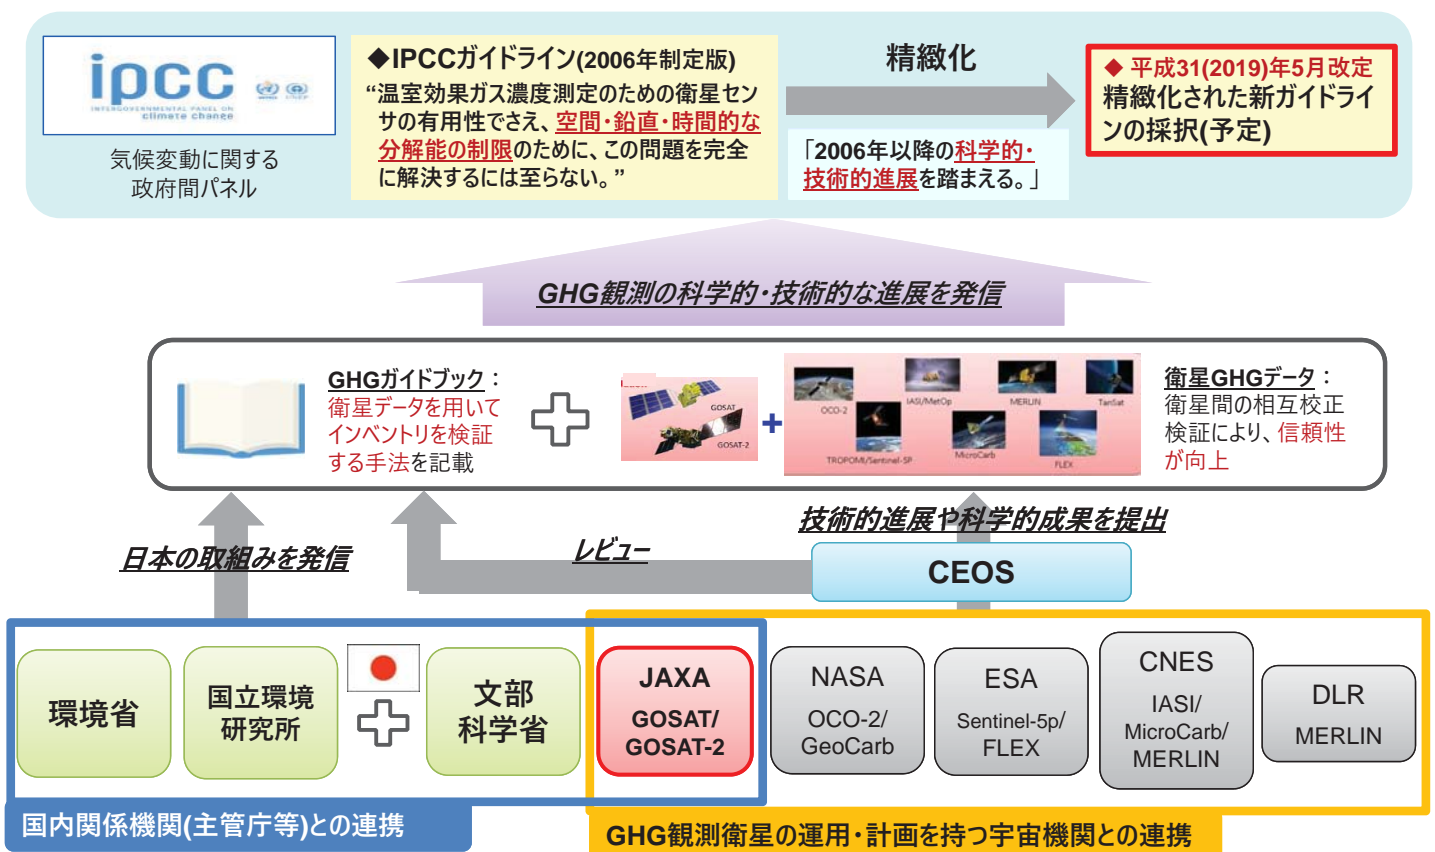 ipcc
INTERGOVERNMENTAL PANEL ON
climate change
気候変動に関する
政府間パネル
◆IPCCガイドライン(2006年制定版)
“温室効果ガス濃度測定のための衛星セン
サの有用性でさえ、空間・鉛直・時間的な
分解能の制限のために、この問題を完全
に解決するには至らない。”
精緻化
「2006年以降の科学的・
技術的進展を踏まえる。」
◆ 平成31(2019)年5月改定
精緻化された新ガイドライ
ンの採択(予定)
GHG観測の科学的・技術的な進展を発信
GHGガイドブック：
衛星データを用いて
インベントリを検証
する手法を記載
GOSAT
GOSAT-2
+
OCO-2
IASI/MetOp
MERLIN
TanSat
TROPOMI/Sentinel-5P
MicroCarb
FLEX
衛星GHGデータ：
衛星間の相互校正
検証により、信頼性
が向上
日本の取組みを発信
レビュー
技術的進展や科学的成果を提出
CEOS
環境省
国立環境
研究所
文部
科学省
JAXA
GOSAT/
GOSAT-2
NASA
OCO-2/
GeoCarb
ESA
Sentinel-5p/
FLEX
CNES
IASI/
MicroCarb/
MERLIN
DLR
MERLIN
国内関係機関(主管庁等)との連携
GHG観測衛星の運用・計画を持つ宇宙機関との連携